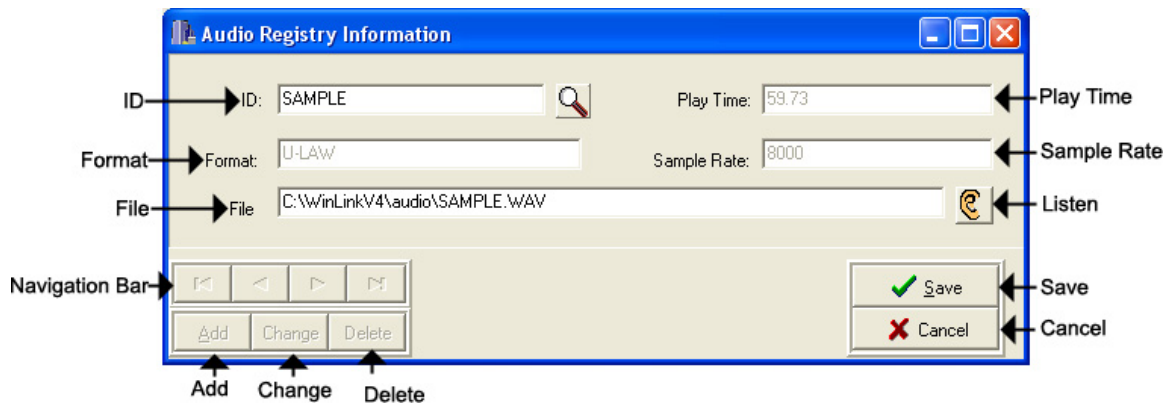 Audio Registry Information
ID ID: SAMPLE Play Time: 59.73 Play Time
Format Format: U-LAW Sample Rate: 8000 Sample Rate
File File C:\WinLinkV4\audio\SAMPLE.WAV Listen
Navigation Bar Save Save
Add Change Delete Cancel Cancel
Add Change Delete